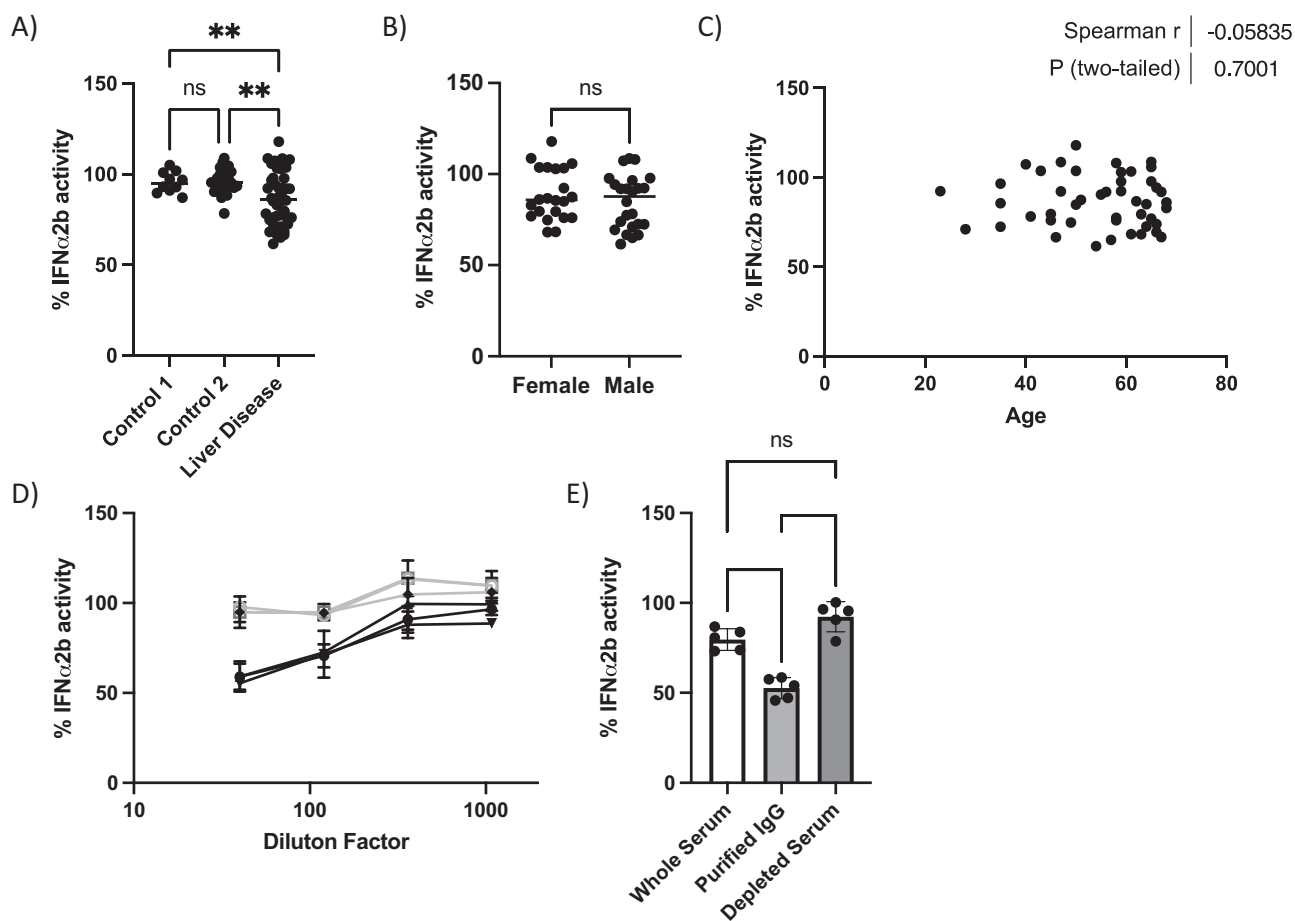 A)
**
ns
**
150
100
50
0
% IFNα2b activity
Control 1
Control 2
Liver Disease
B)
ns
150
100
50
0
% IFNα2b activity
Female
Male
C)
Spearman r -0.05835
P (two-tailed) 0.7001
150
100
50
0
% IFNα2b activity
0 20 40 60 80
Age
D)
150
100
50
0
% IFNα2b activity
10 100 1000
Diluton Factor
E)
ns
150
100
50
0
% IFNα2b activity
Whole Serum
Purified IgG
Depleted Serum